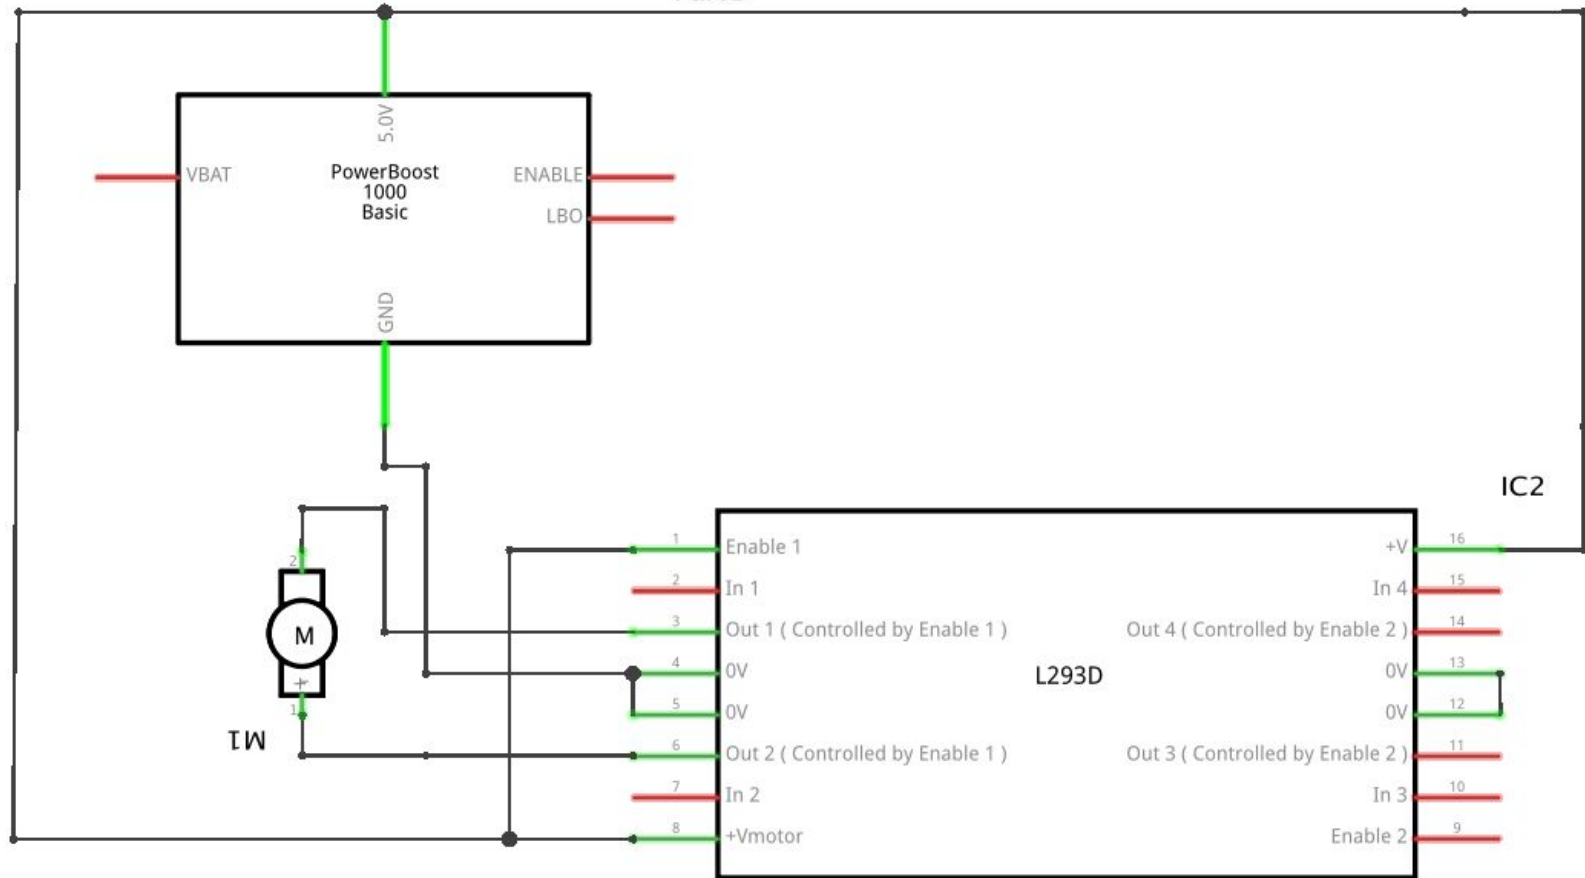 5.0V
VBAT
PowerBoost
1000
Basic
ENABLE
LBO
GND
IC2
1
Enable 1
+V
16
2
In 1
In 4
15
3
Out 1 ( Controlled by Enable 1 )
Out 4 ( Controlled by Enable 2 )
14
4
0V
L293D
0V
13
5
0V
0V
12
6
Out 2 ( Controlled by Enable 1 )
Out 3 ( Controlled by Enable 2 )
11
7
In 2
In 3
10
8
+Vmotor
Enable 2
9
2
M
+
1
M1